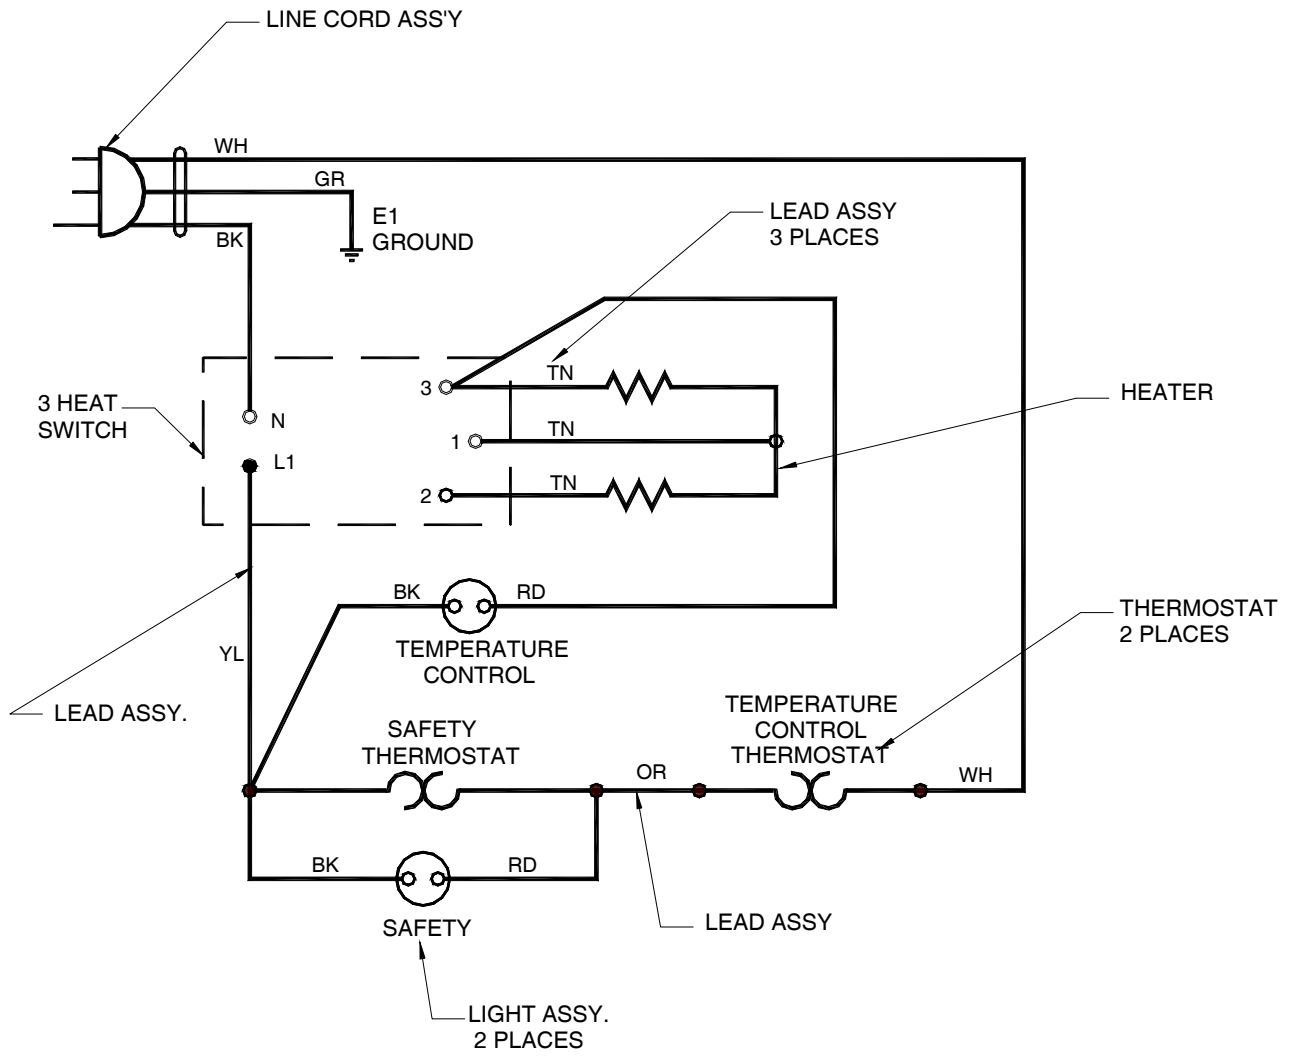 LINE CORD ASS'Y
WH
GR
E1
GROUND
BK
LEAD ASSY
3 PLACES
3 HEAT
SWITCH
N
L1
3
TN
1
TN
2
TN
HEATER
BK
RD
TEMPERATURE
CONTROL
THERMOSTAT
2 PLACES
YL
LEAD ASSY.
SAFETY
THERMOSTAT
TEMPERATURE
CONTROL
THERMOSTAT
OR
WH
BK
RD
SAFETY
LEAD ASSY
LIGHT ASSY.
2 PLACES